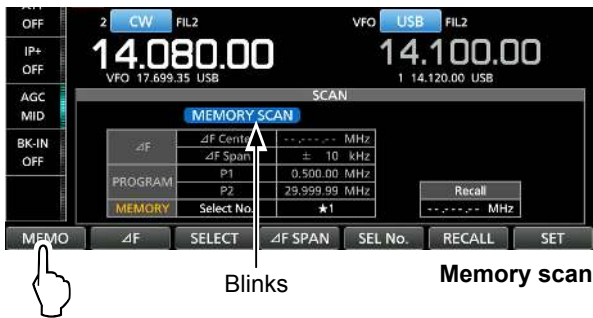 ATT
OFF
2 CW FIL2 VFO USB FIL2
IP+
OFF
14.080.00 14.100.00
VFO 17.699.35 USB 1 14.120.00 USB
AGC
MID
SCAN
MEMORY SCAN
BK-IN
OFF
⊿F ⊿F Center --.---.-- MHz
⊿F Span ± 10 kHz
PROGRAM P1 0.500.00 MHz
P2 29.999.99 MHz Recall
MEMORY Select No. ★1 --.---.-- MHz
MEMO ⊿F SELECT ⊿F SPAN SEL No. RECALL SET
Blinks Memory scan